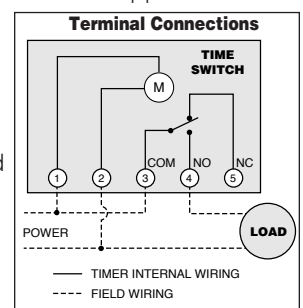 Terminal Connections
TIME
SWITCH
M
COM NO NC
1 2 3 4 5
POWER
LOAD
TIMER INTERNAL WIRING
FIELD WIRING